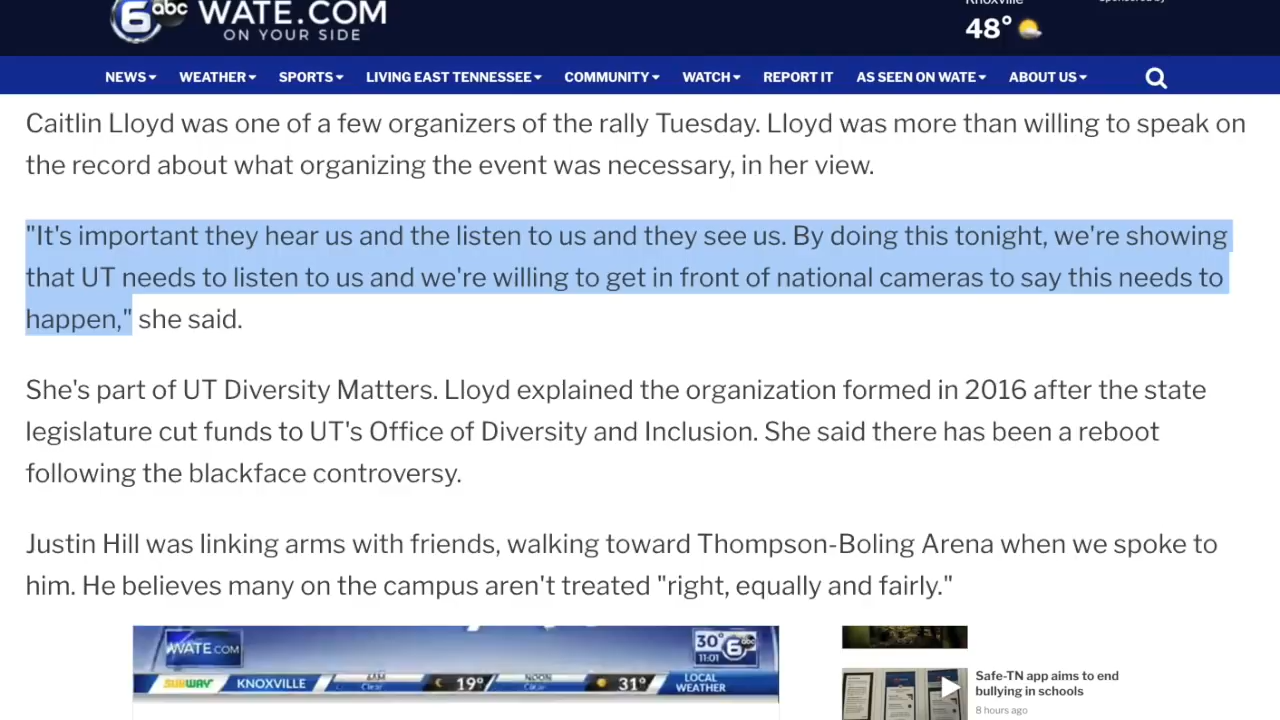 6 abc WATE.COM
ON YOUR SIDE
Knoxville
48°
NEWS WEATHER SPORTS LIVING EAST TENNESSEE COMMUNITY WATCH REPORT IT AS SEEN ON WATE ABOUT US
Caitlin Lloyd was one of a few organizers of the rally Tuesday. Lloyd was more than willing to speak on
the record about what organizing the event was necessary, in her view.
"It's important they hear us and the listen to us and they see us. By doing this tonight, we're showing
that UT needs to listen to us and we're willing to get in front of national cameras to say this needs to
happen," she said.
She's part of UT Diversity Matters. Lloyd explained the organization formed in 2016 after the state
legislature cut funds to UT's Office of Diversity and Inclusion. She said there has been a reboot
following the blackface controversy.
Justin Hill was linking arms with friends, walking toward Thompson-Boling Arena when we spoke to
him. He believes many on the campus aren't treated "right, equally and fairly."
WATE.COM
30°
11:01
6 abc
SUBWAY KNOXVILLE
Clear
19°
NOON
31°
LOCAL
WEATHER
Safe-TN app aims to end
bullying in schools
8 hours ago